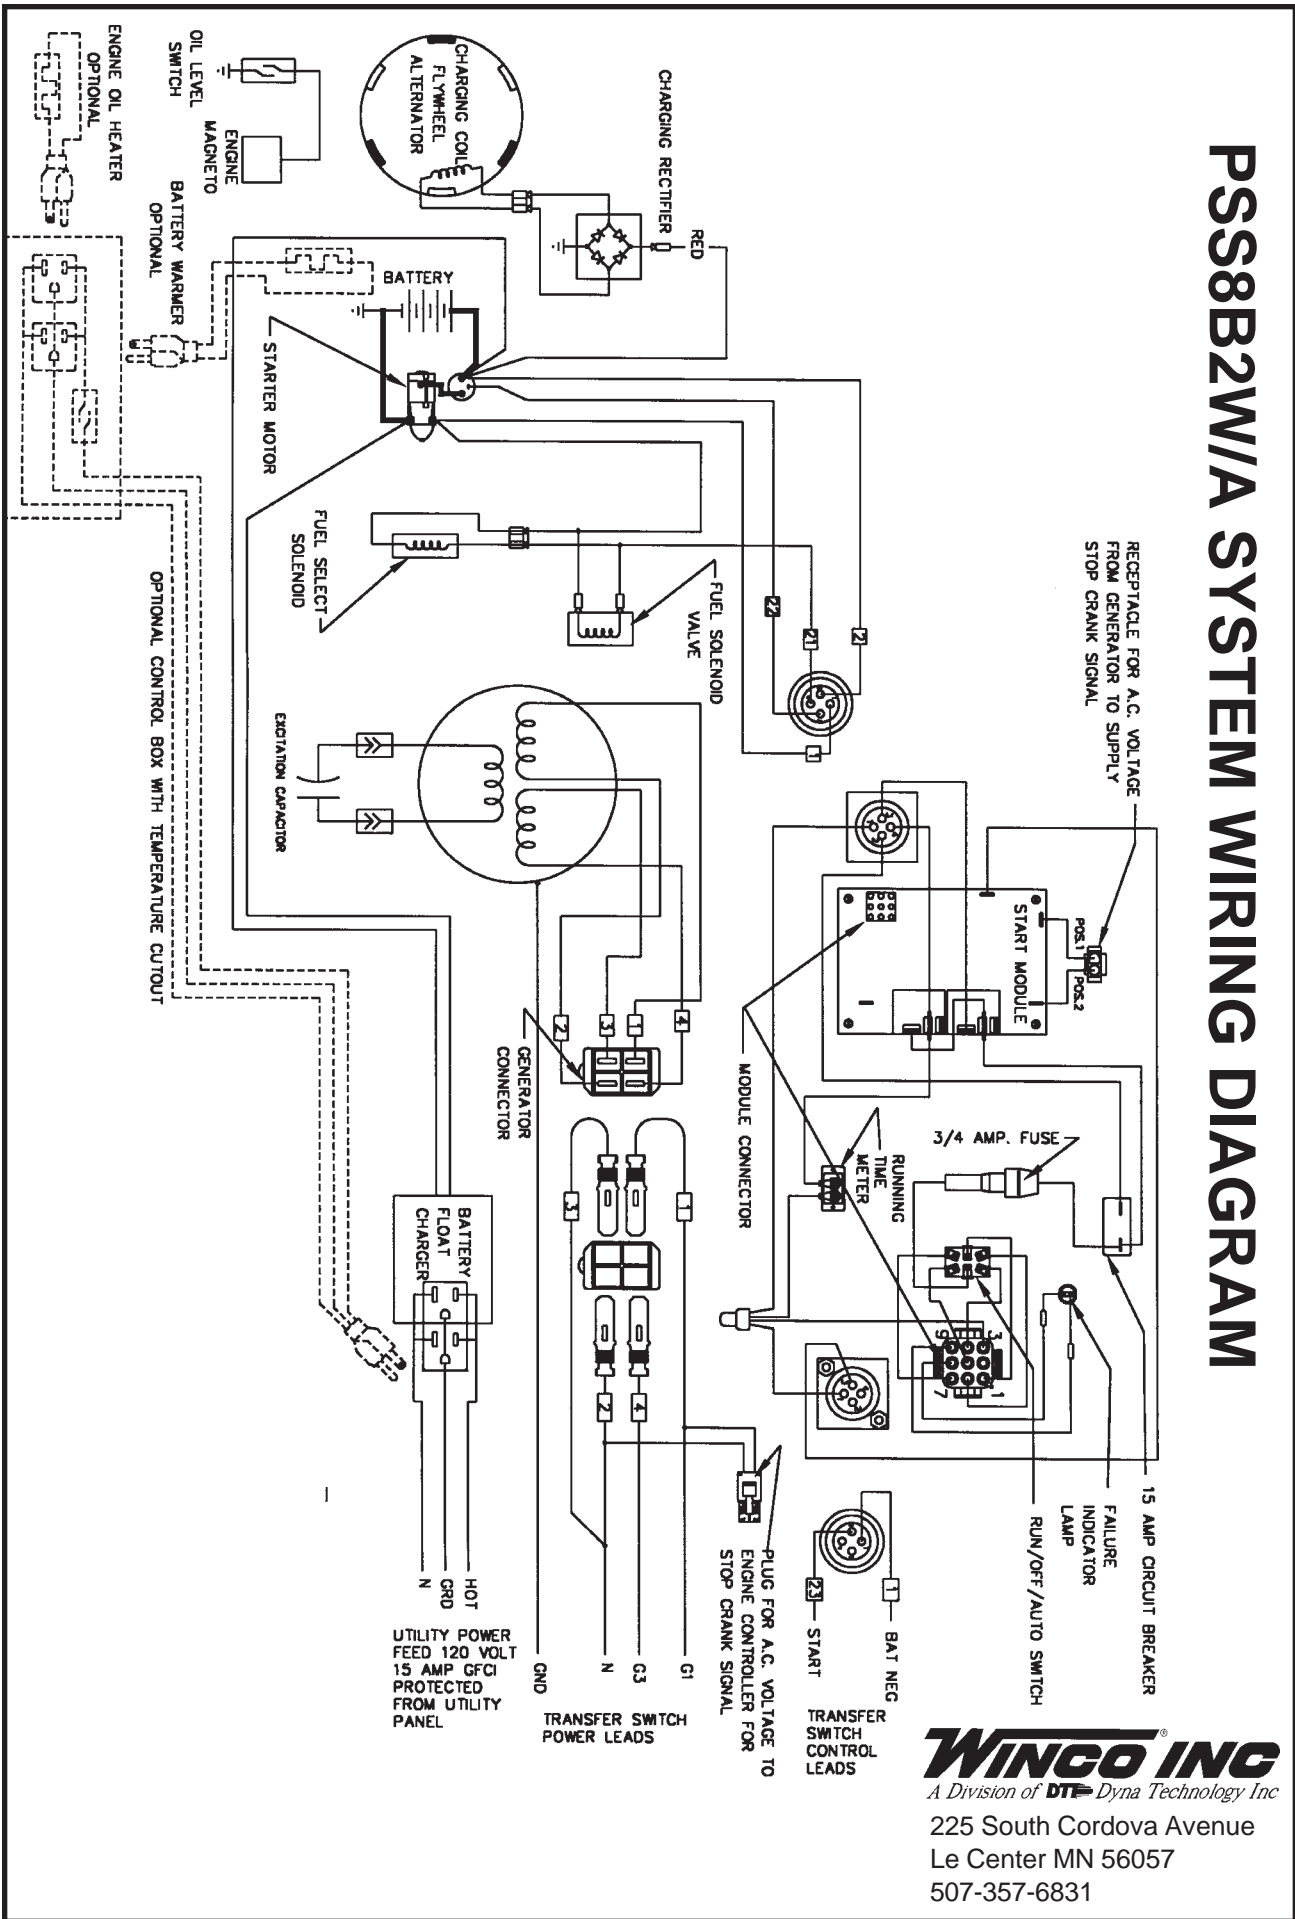 PSS8B2W/A SYSTEM WIRING DIAGRAM
RECEPTACLE FOR A.C. VOLTAGE
FROM GENERATOR TO SUPPLY
STOP CRANK SIGNAL
CHARGING RECTIFIER
RED
CHARGING COIL
FLYWHEEL
ALTERNATOR
OIL LEVEL
SWITCH
ENGINE
MAGNETO
ENGINE OIL HEATER
OPTIONAL
BATTERY WARMER
OPTIONAL
BATTERY
STARTER MOTOR
FUEL SELECT
SOLENOID
FUEL SOLENOID
VALVE
2
21
22
1
EXCITATION CAPACITOR
OPTIONAL CONTROL BOX WITH TEMPERATURE CUTOUT
START MODULE
POS.1
POS.2
MODULE CONNECTOR
RUNNING
TIME
METER
3/4 AMP. FUSE
9
3
7
1
15 AMP CIRCUIT BREAKER
FAILURE
INDICATOR
LAMP
RUN/OFF/AUTO SWITCH
4
1
3
2
GENERATOR
CONNECTOR
1
3
4
2
BATTERY
FLOAT
CHARGER
PLUG FOR A.C. VOLTAGE TO
ENGINE CONTROLLER FOR
STOP CRANK SIGNAL
1
BAT NEG
23
START
TRANSFER
SWITCH
CONTROL
LEADS
G1
G3
N
GND
TRANSFER SWITCH
POWER LEADS
HOT
GRD
N
UTILITY POWER
FEED 120 VOLT
15 AMP GFCI
PROTECTED
FROM UTILITY
PANEL
WINCO INC®
A Division of DTI Dyna Technology Inc
225 South Cordova Avenue
Le Center MN 56057
507-357-6831